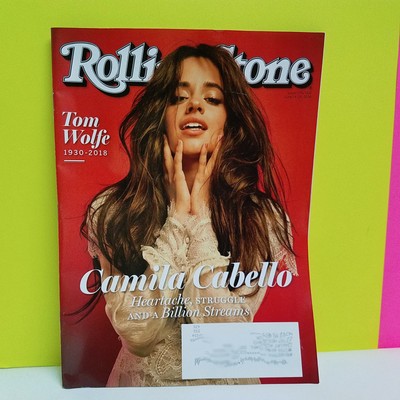 Rolling Stone
Tom
Wolfe
1930-2018
Camila Cabello
Heartache, STRUGGLE
AND A Billion Streams